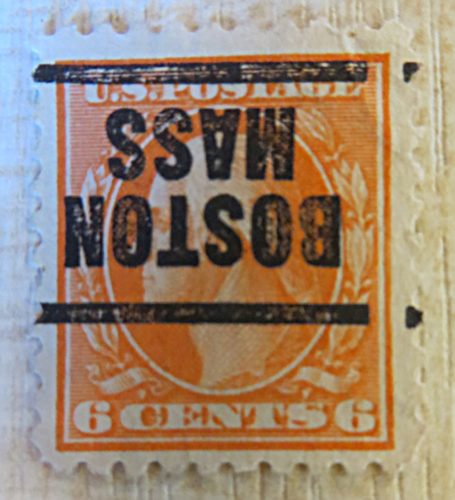 U.S. POSTAGE
MASS
BOSTON
6 CENTS 6